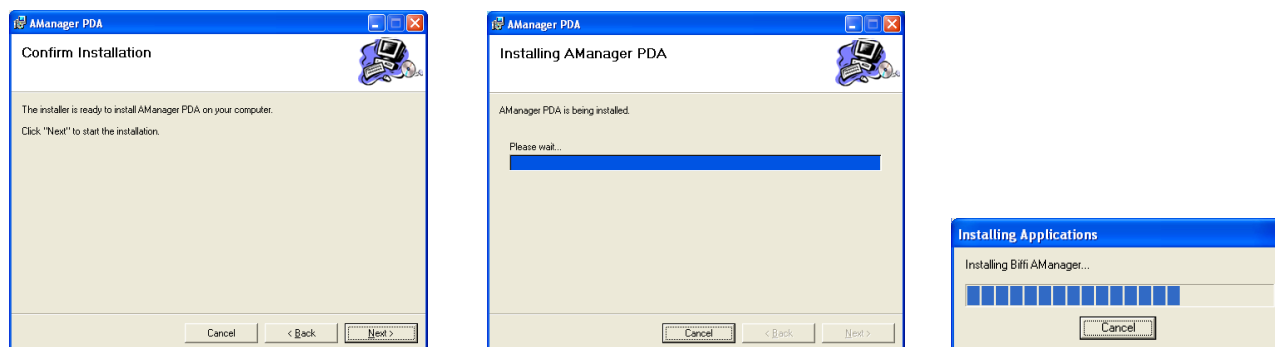 AManager PDA
Confirm Installation
The installer is ready to install AManager PDA on your computer.
Click "Next" to start the installation.
Cancel
< Back
Next >
AManager PDA
Installing AManager PDA
AManager PDA is being installed.
Please wait...
Cancel
< Back
Next >
Installing Applications
Installing Biffi AManager...
Cancel